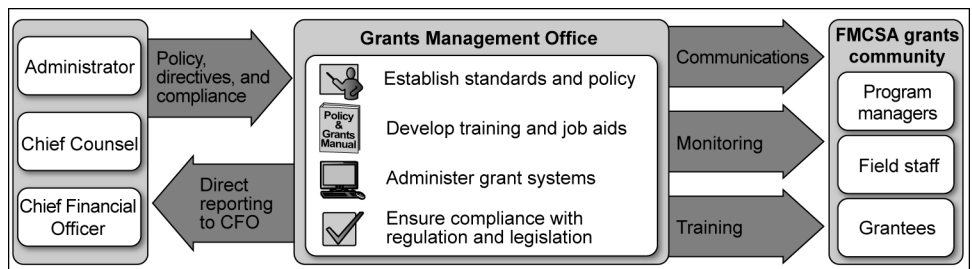 Administrator
Chief Counsel
Chief Financial
Officer
Policy,
directives, and
compliance
Direct
reporting
to CFO
Grants Management Office
Establish standards and policy
Policy
&
Grants
Manual
Develop training and job aids
Administer grant systems
Ensure compliance with
regulation and legislation
Communications
Monitoring
Training
FMCSA grants
community
Program
managers
Field staff
Grantees